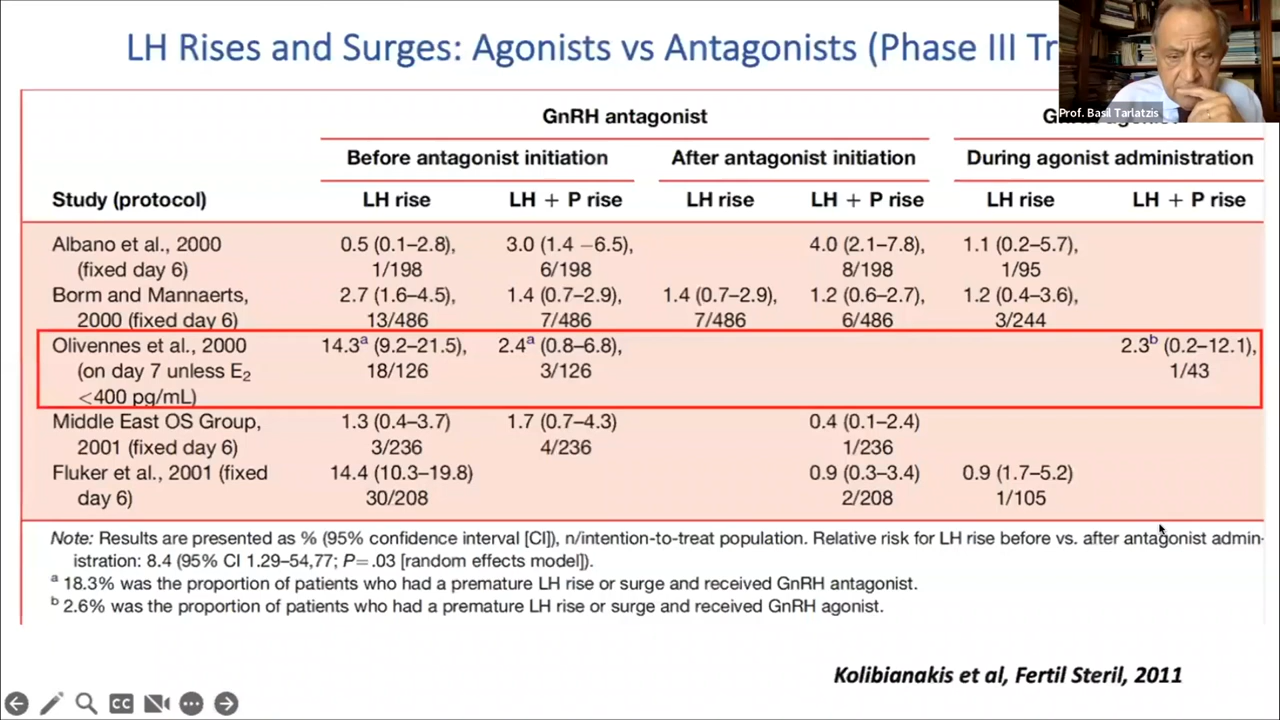 LH Rises and Surges: Agonists vs Antagonists (Phase III
Prof. Basil Tarlatzis
GnRH antagonist
Before antagonist initiation After antagonist initiation During agonist administration
Study (protocol) LH rise LH + P rise LH rise LH + P rise LH rise LH + P rise
Albano et al., 2000 0.5 (0.1–2.8), 3.0 (1.4 –6.5), 4.0 (2.1–7.8), 1.1 (0.2–5.7),
(fixed day 6) 1/198 6/198 8/198 1/95
Borm and Mannaerts, 2.7 (1.6–4.5), 1.4 (0.7–2.9), 1.4 (0.7–2.9), 1.2 (0.6–2.7), 1.2 (0.4–3.6),
2000 (fixed day 6) 13/486 7/486 7/486 6/486 3/244
Olivennes et al., 2000 14.3a (9.2–21.5), 2.4a (0.8–6.8), 2.3b (0.2–12.1),
(on day 7 unless E2 18/126 3/126 1/43
<400 pg/mL)
Middle East OS Group, 1.3 (0.4–3.7) 1.7 (0.7–4.3) 0.4 (0.1–2.4)
2001 (fixed day 6) 3/236 4/236 1/236
Fluker et al., 2001 (fixed 14.4 (10.3–19.8) 0.9 (0.3–3.4) 0.9 (1.7–5.2)
day 6) 30/208 2/208 1/105
Note: Results are presented as % (95% confidence interval [CI]), n/intention-to-treat population. Relative risk for LH rise before vs. after antagonist admin-
istration: 8.4 (95% CI 1.29–54,77; P=.03 [random effects model]).
a 18.3% was the proportion of patients who had a premature LH rise or surge and received GnRH antagonist.
b 2.6% was the proportion of patients who had a premature LH rise or surge and received GnRH agonist.
Kolibianakis et al, Fertil Steril, 2011
CC